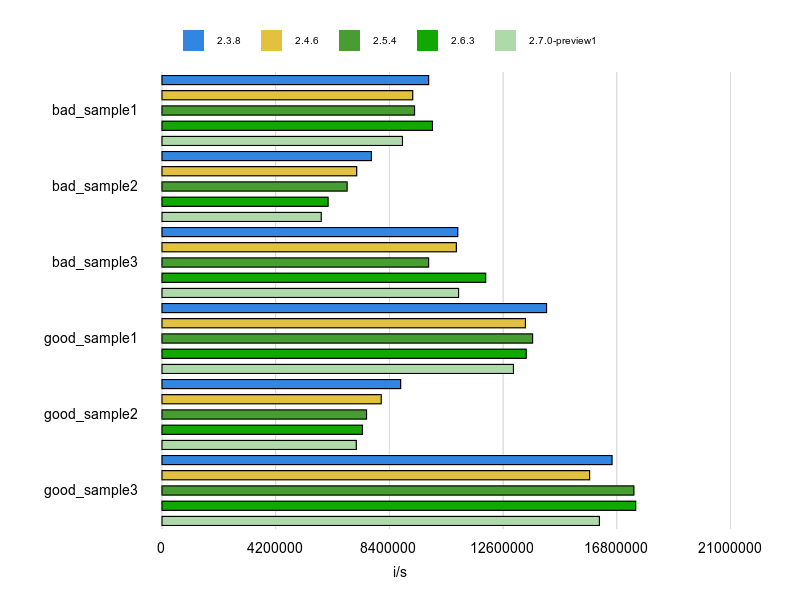 2.3.8 2.4.6 2.5.4 2.6.3 2.7.0-preview1
bad_sample1
bad_sample2
bad_sample3
good_sample1
good_sample2
good_sample3
0 4200000 8400000 12600000 16800000 21000000
i/s